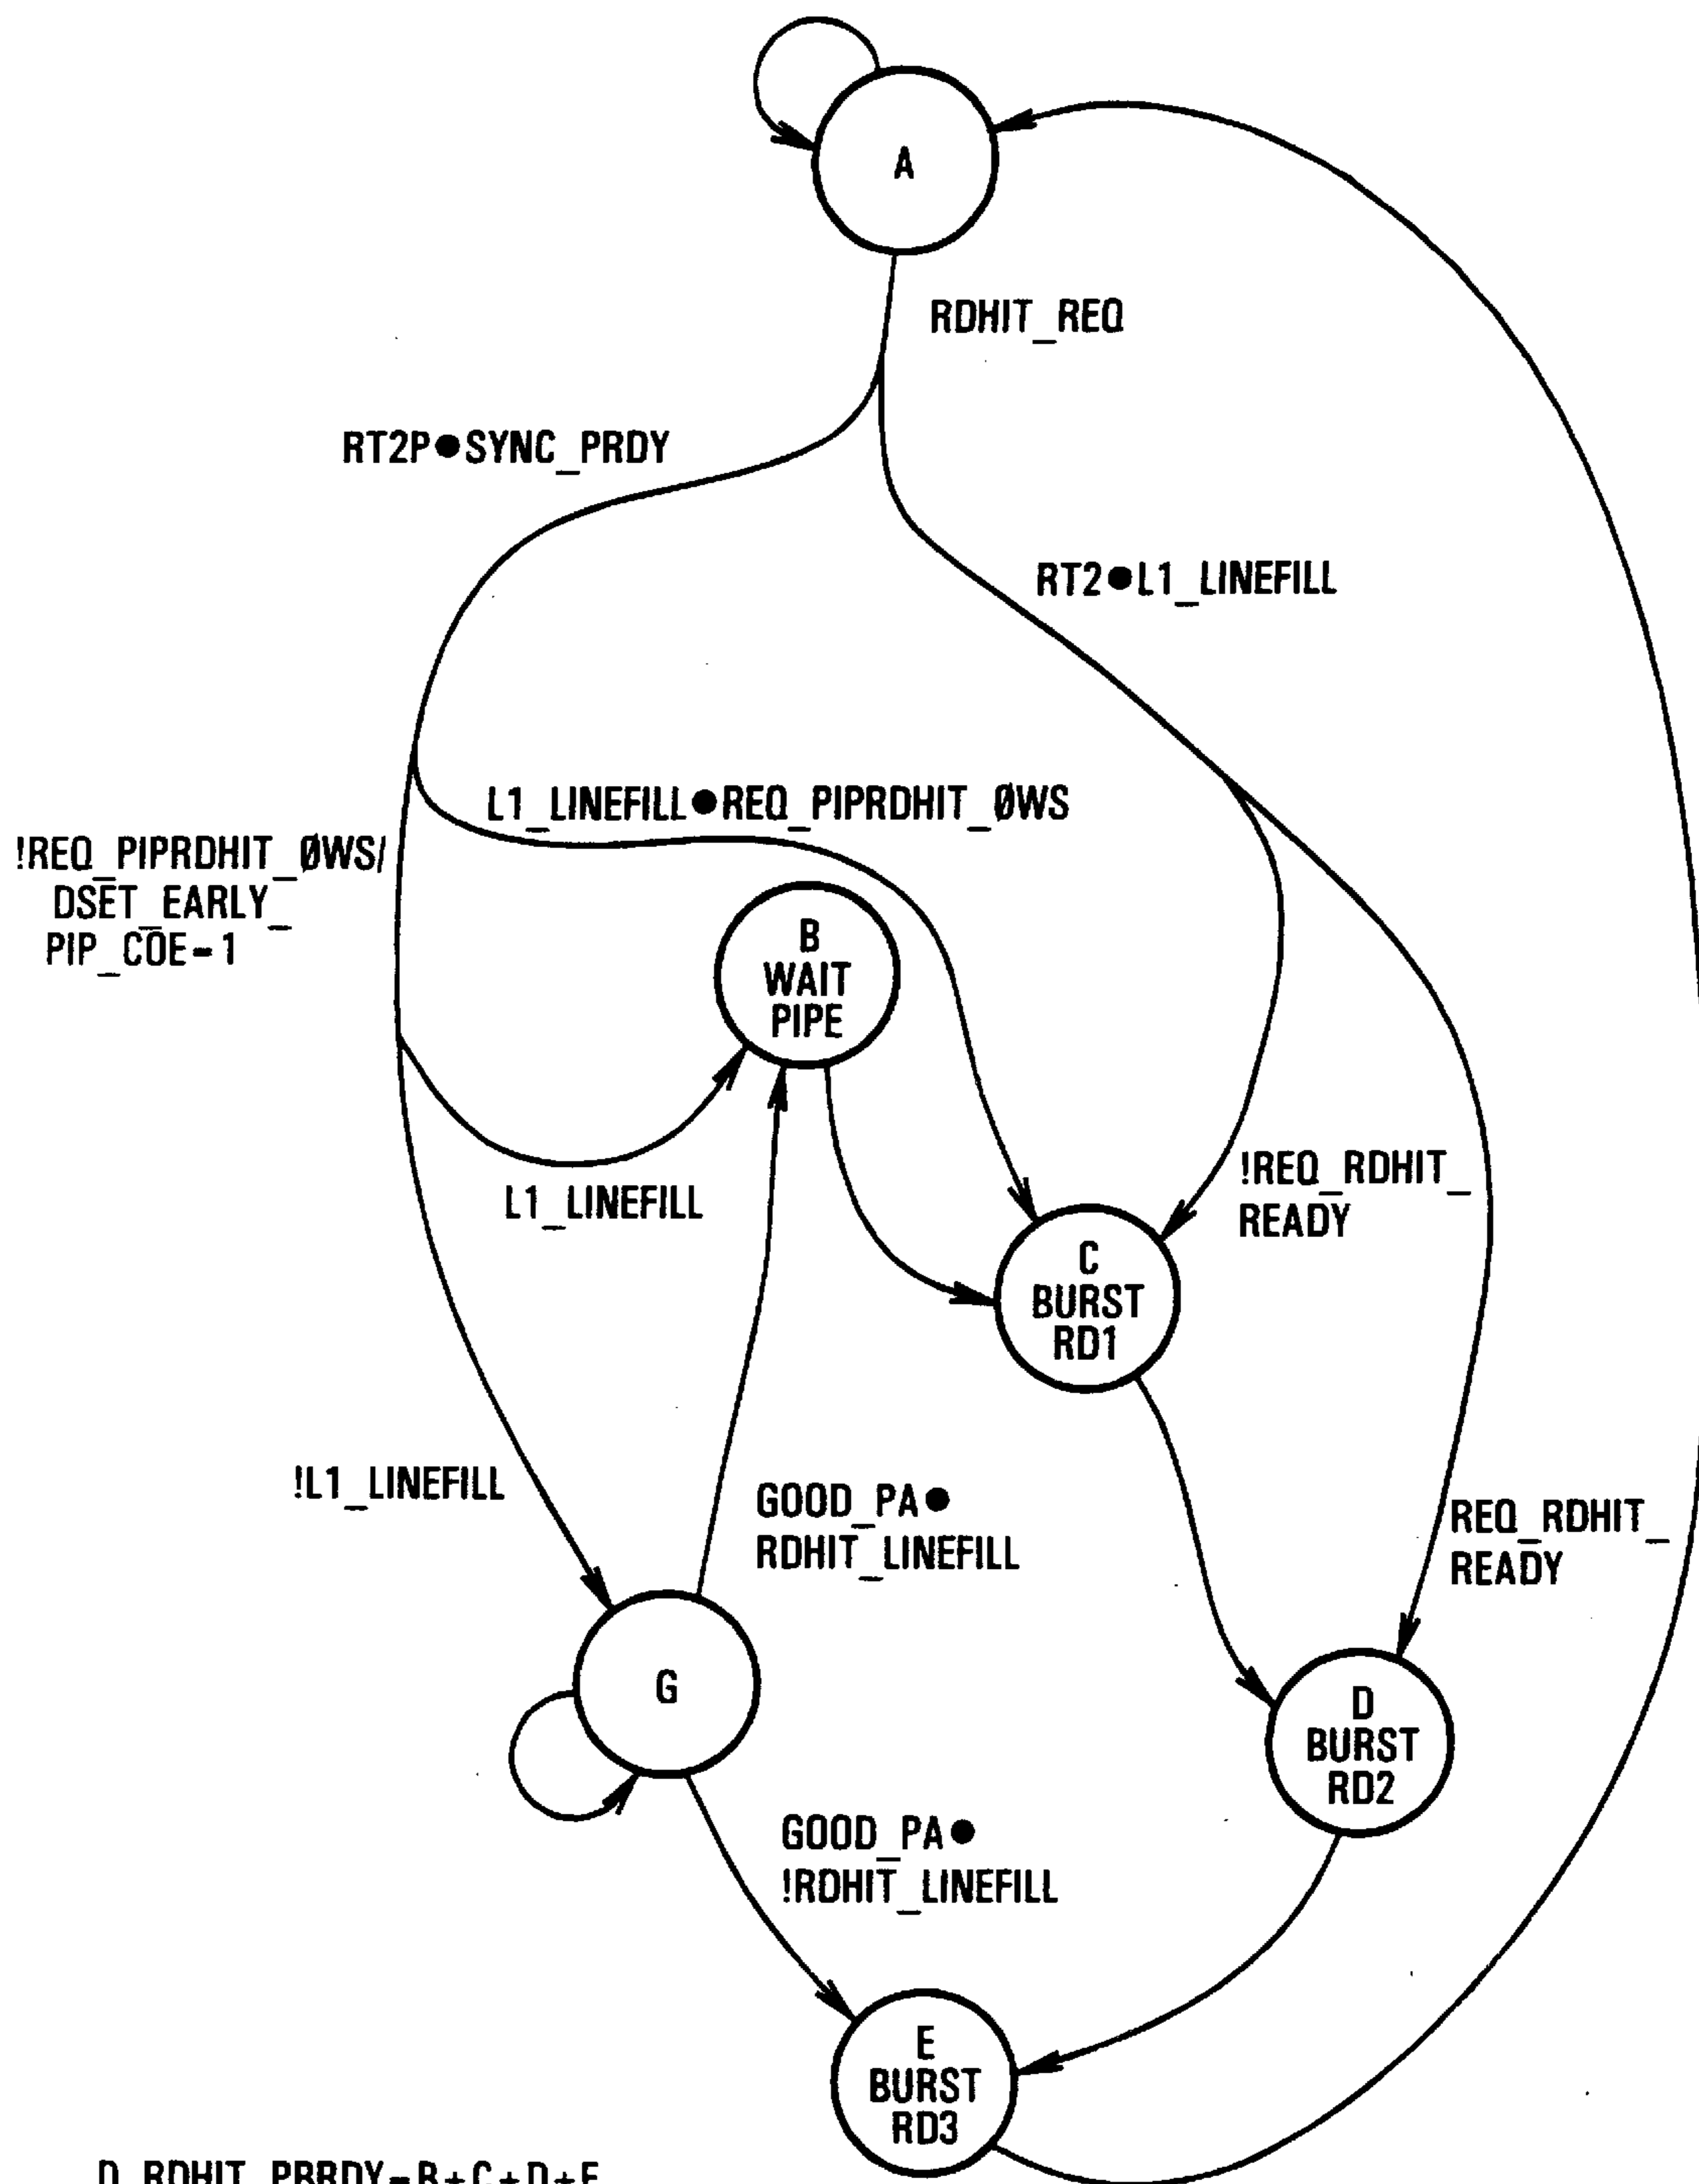 A
RDHIT_REQ
RT2P●SYNC_PRDY
RT2●L1_LINEFILL
L1_LINEFILL●REQ_PIPRDHIT_ØWS
!REQ_PIPRDHIT_ØWS/
DSET_EARLY_
PIP_COE=1
B
WAIT
PIPE
L1_LINEFILL
!REQ_RDHIT_
READY
C
BURST
RD1
!L1_LINEFILL
GOOD_PA●
RDHIT_LINEFILL
REQ_RDHIT_
READY
G
D
BURST
RD2
GOOD_PA●
!RDHIT_LINEFILL
E
BURST
RD3
D_RDHIT_PBRDY=B+C+D+E